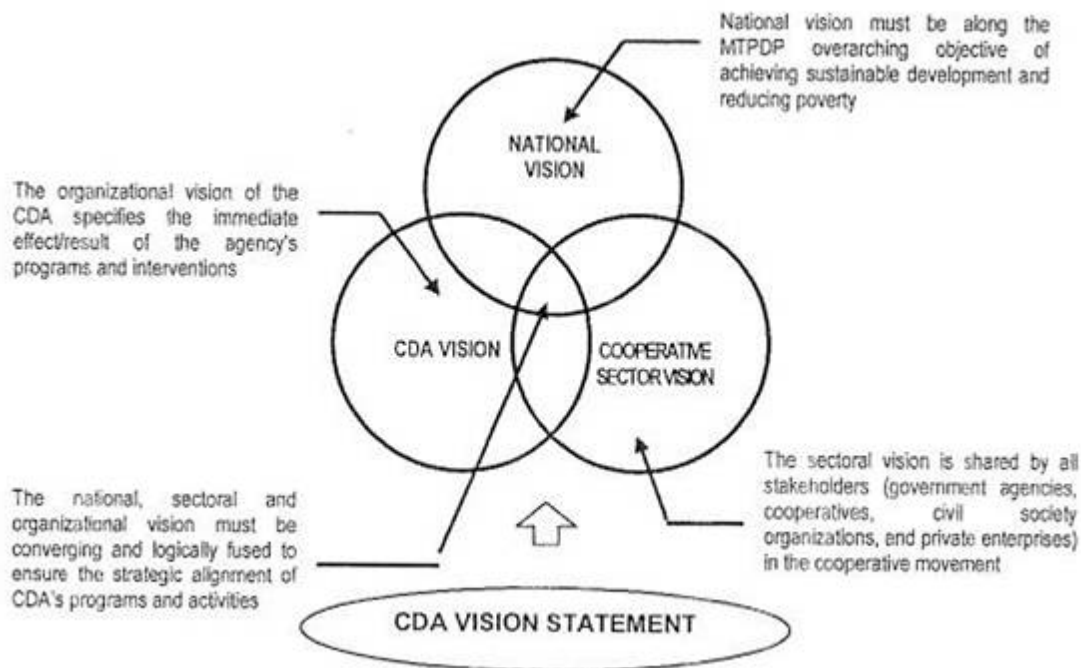 National vision must be along the
MTPDP overarching objective of
achieving sustainable development and
reducing poverty
NATIONAL
VISION
The organizational vision of the
CDA specifies the immediate
effect/result of the agency's
programs and interventions
CDA VISION
COOPERATIVE
SECTOR VISION
The national, sectoral and
organizational vision must be
converging and logically fused to
ensure the strategic alignment of
CDA's programs and activities
The sectoral vision is shared by all
stakeholders (government agencies,
cooperatives, civil society
organizations, and private enterprises)
in the cooperative movement
CDA VISION STATEMENT